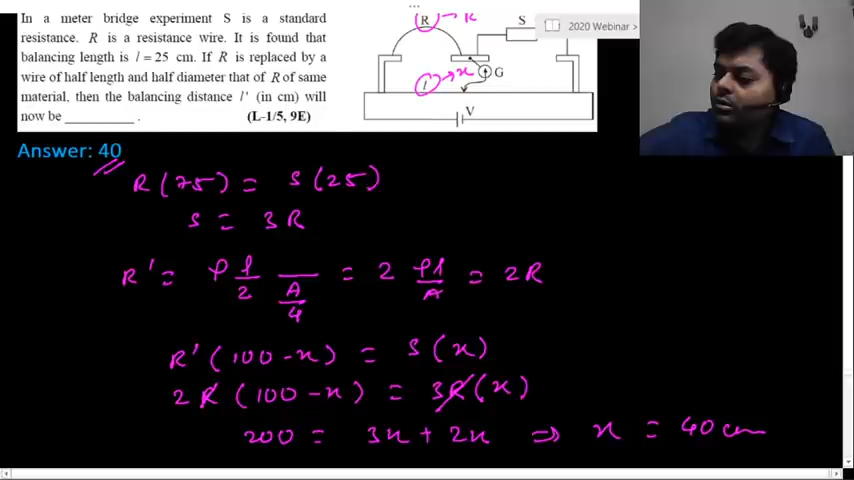 In a meter bridge experiment S is a standard
resistance. R is a resistance wire. It is found that
balancing length is l = 25 cm. If R is replaced by a
wire of half length and half diameter that of R of same
material, then the balancing distance l' (in cm) will
now be __________. (L-1/5, 9E)
R → R
S
2020 Webinar >
l → x
G
V
Answer: 40
R(75) = S(25)
S = 3R
R' = ρ l/2 / A/4 = 2 ρl/A = 2R
R'(100-x) = S(x)
2R(100-x) = 3R(x)
200 = 3x + 2x ⇒ x = 40 cm